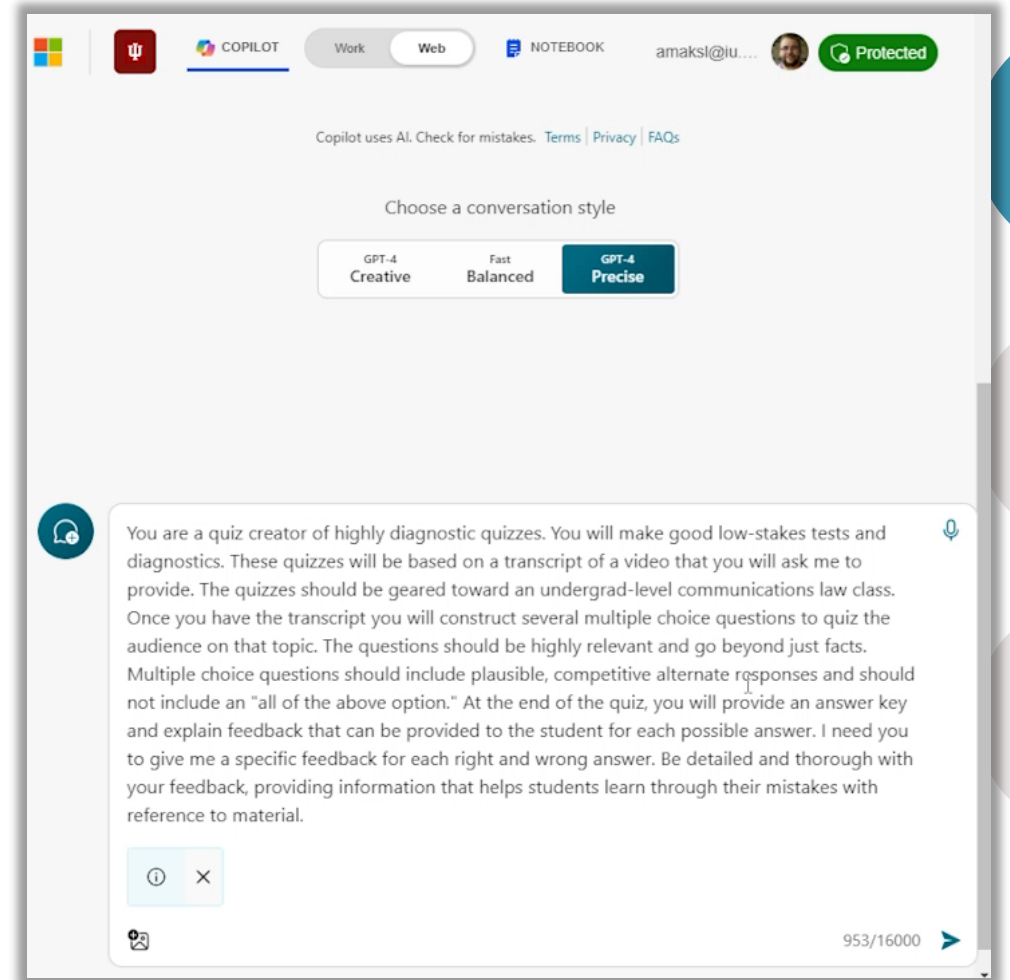 COPILOT
Work
Web
NOTEBOOK
amaksl@iu....
Protected
Copilot uses AI. Check for mistakes. Terms | Privacy | FAQs
Choose a conversation style
GPT-4
Creative
Fast
Balanced
GPT-4
Precise
You are a quiz creator of highly diagnostic quizzes. You will make good low-stakes tests and
diagnostics. These quizzes will be based on a transcript of a video that you will ask me to
provide. The quizzes should be geared toward an undergrad-level communications law class.
Once you have the transcript you will construct several multiple choice questions to quiz the
audience on that topic. The questions should be highly relevant and go beyond just facts.
Multiple choice questions should include plausible, competitive alternate responses and should
not include an "all of the above option." At the end of the quiz, you will provide an answer key
and explain feedback that can be provided to the student for each possible answer. I need you
to give me a specific feedback for each right and wrong answer. Be detailed and thorough with
your feedback, providing information that helps students learn through their mistakes with
reference to material.
953/16000